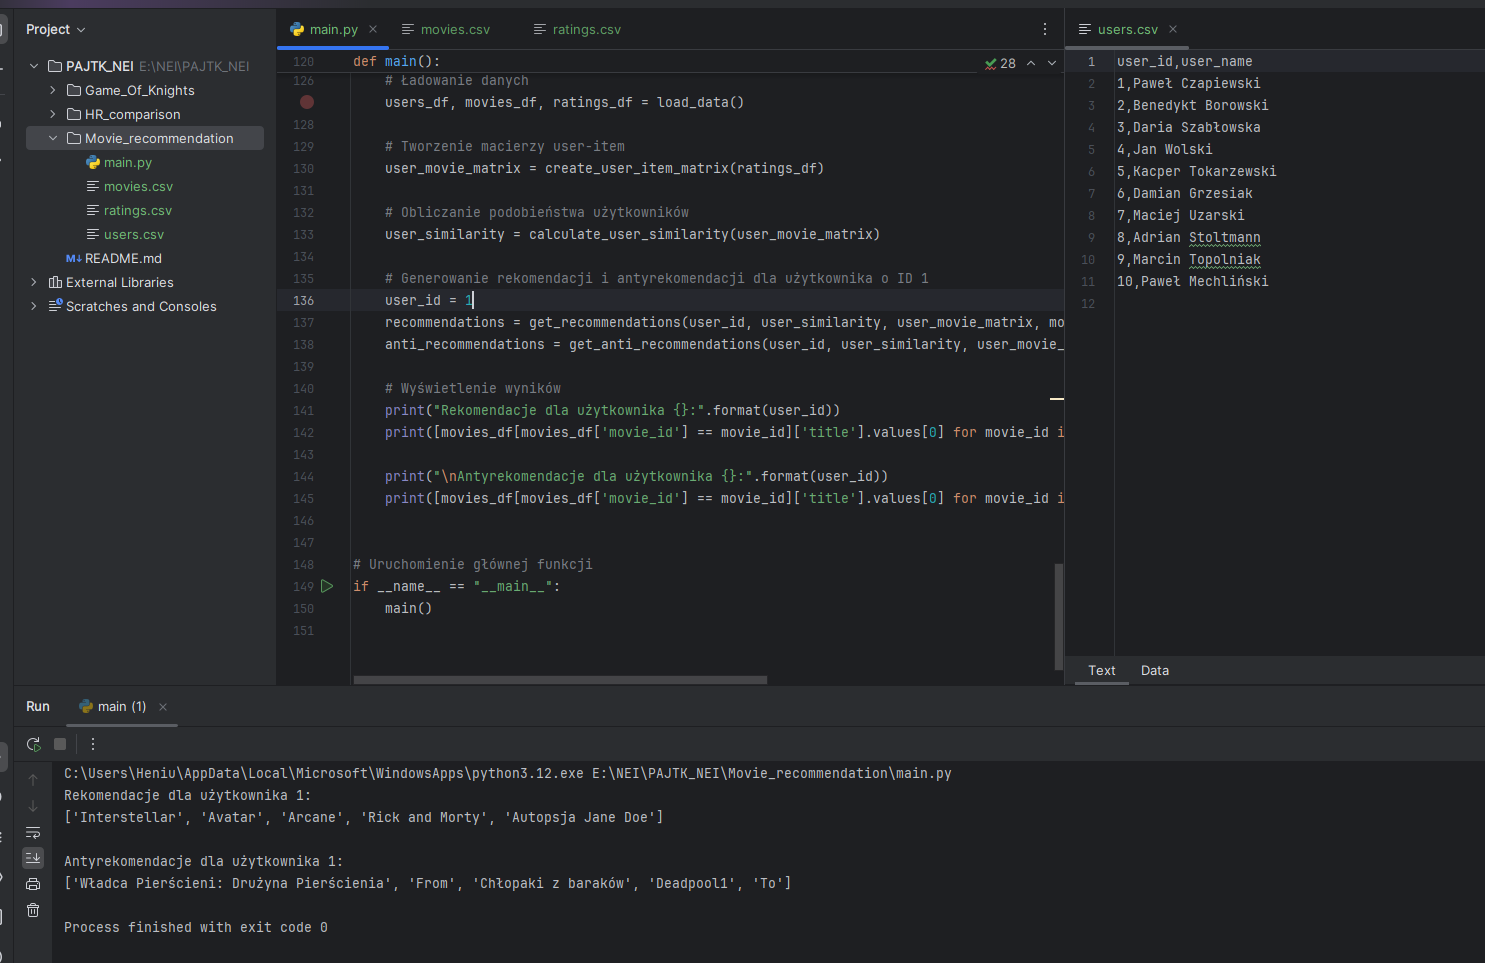 Project
PAJTK_NEI E:\NEI\PAJTK_NEI
Game_Of_Knights
HR_comparison
Movie_recommendation
main.py
movies.csv
ratings.csv
users.csv
M↓ README.md
External Libraries
Scratches and Consoles
main.py
movies.csv
ratings.csv
28
120 def main():
126 # Ładowanie danych
users_df, movies_df, ratings_df = load_data()
128
129 # Tworzenie macierzy user-item
130 user_movie_matrix = create_user_item_matrix(ratings_df)
131
132 # Obliczanie podobieństwa użytkowników
133 user_similarity = calculate_user_similarity(user_movie_matrix)
134
135 # Generowanie rekomendacji i antyrekomendacji dla użytkownika o ID 1
136 user_id = 1
137 recommendations = get_recommendations(user_id, user_similarity, user_movie_matrix, mo
138 anti_recommendations = get_anti_recommendations(user_id, user_similarity, user_movie_
139
140 # Wyświetlenie wyników
141 print("Rekomendacje dla użytkownika {}:".format(user_id))
142 print([movies_df[movies_df['movie_id'] == movie_id]['title'].values[0] for movie_id i
143
144 print("\nAntyrekomendacje dla użytkownika {}:".format(user_id))
145 print([movies_df[movies_df['movie_id'] == movie_id]['title'].values[0] for movie_id i
146
147
148 # Uruchomienie głównej funkcji
149 if __name__ == "__main__":
150 main()
151
users.csv
1 user_id,user_name
2 1,Paweł Czapiewski
3 2,Benedykt Borowski
4 3,Daria Szabłowska
5 4,Jan Wolski
6 5,Kacper Tokarzewski
7 6,Damian Grzesiak
8 7,Maciej Uzarski
9 8,Adrian Stoltmann
10 9,Marcin Topolniak
11 10,Paweł Mechliński
12
Text Data
Run main (1)
C:\Users\Heniu\AppData\Local\Microsoft\WindowsApps\python3.12.exe E:\NEI\PAJTK_NEI\Movie_recommendation\main.py
Rekomendacje dla użytkownika 1:
['Interstellar', 'Avatar', 'Arcane', 'Rick and Morty', 'Autopsja Jane Doe']
Antyrekomendacje dla użytkownika 1:
['Władca Pierścieni: Drużyna Pierścienia', 'From', 'Chłopaki z baraków', 'Deadpool1', 'To']
Process finished with exit code 0